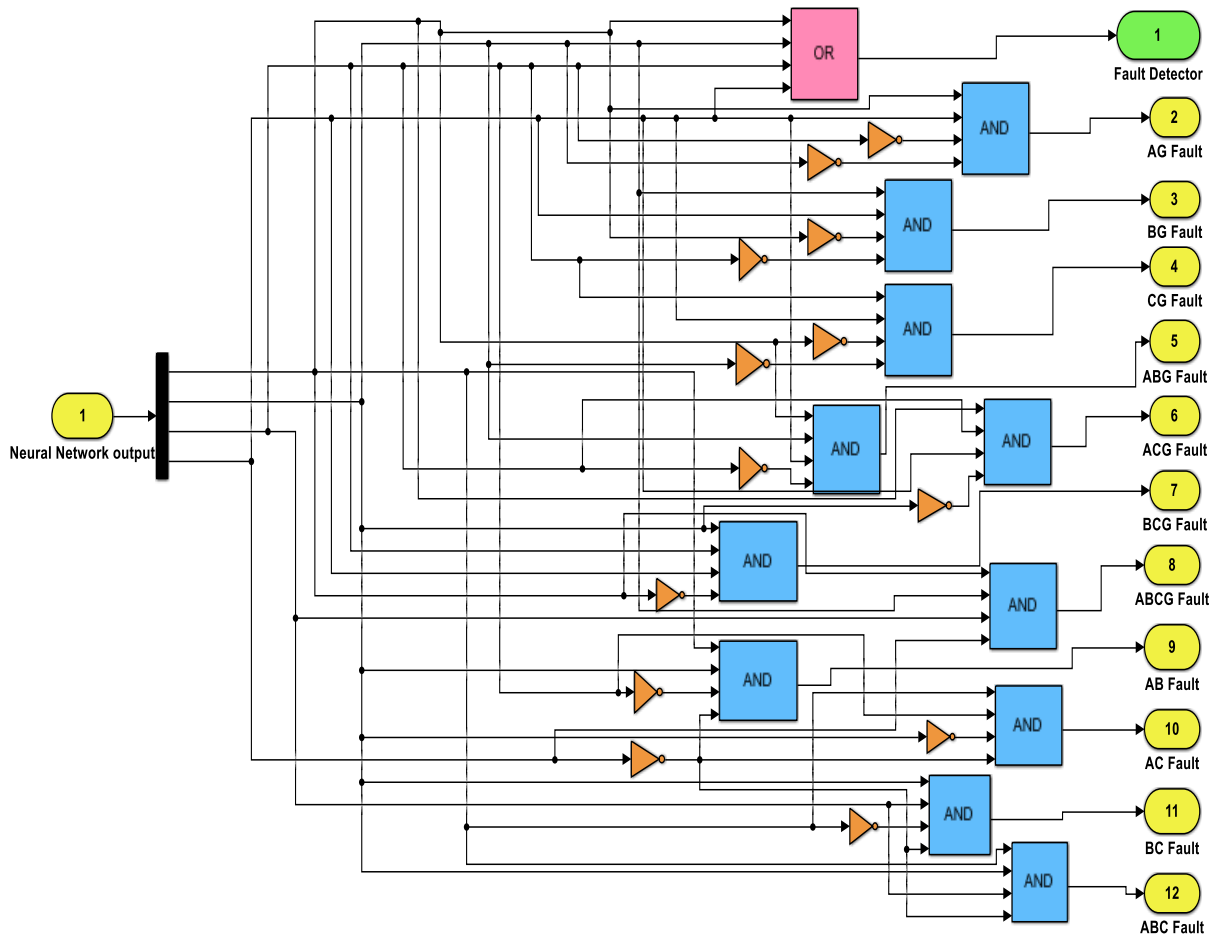 OR
1
Fault Detector
AND
2
AG Fault
AND
3
BG Fault
AND
4
CG Fault
5
ABG Fault
1
Neural Network output
AND
AND
6
ACG Fault
7
BCG Fault
AND
AND
8
ABCG Fault
AND
9
AB Fault
AND
10
AC Fault
AND
11
BC Fault
AND
12
ABC Fault